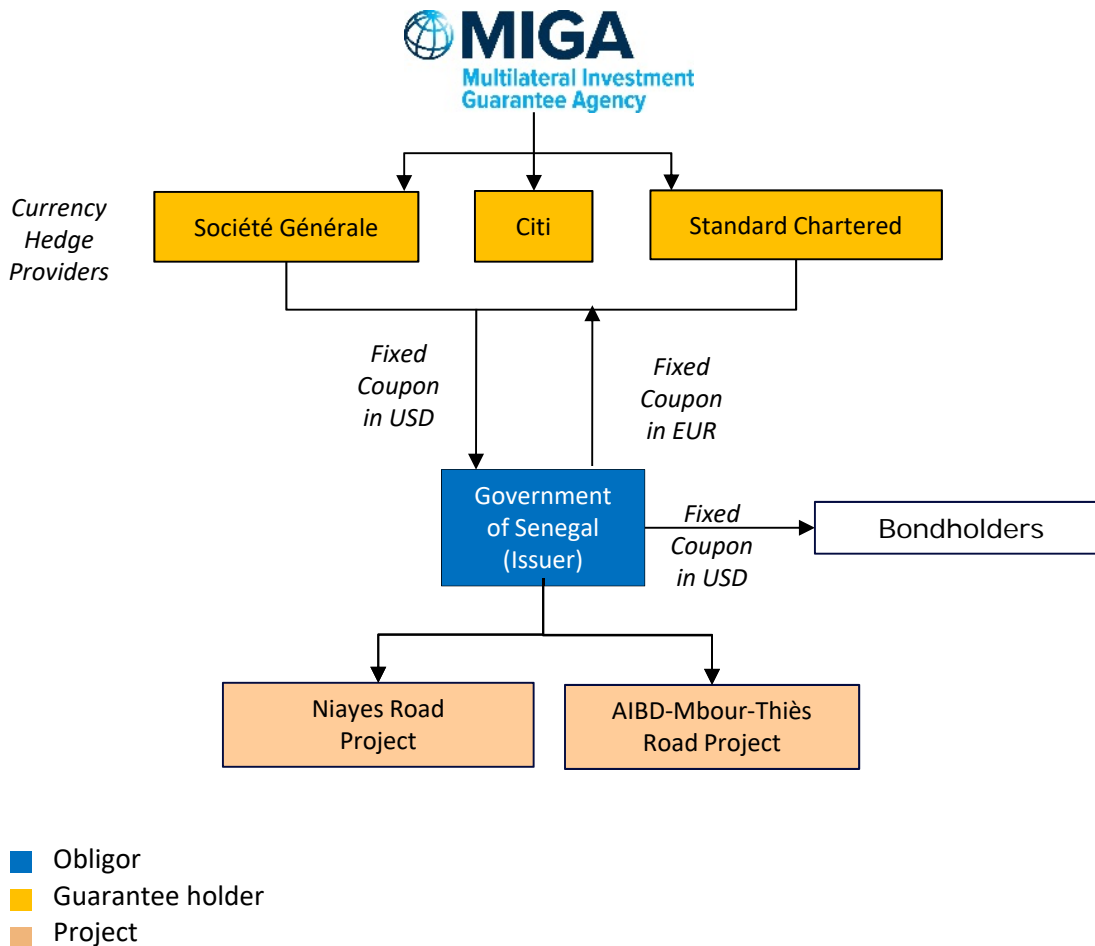 MIGA
Multilateral Investment
Guarantee Agency
Currency
Hedge
Providers
Société Générale
Citi
Standard Chartered
Fixed
Coupon
in USD
Fixed
Coupon
in EUR
Government
of Senegal
(Issuer)
Fixed
Coupon
in USD
Bondholders
Niayes Road
Project
AIBD-Mbour-Thiès
Road Project
Obligor
Guarantee holder
Project